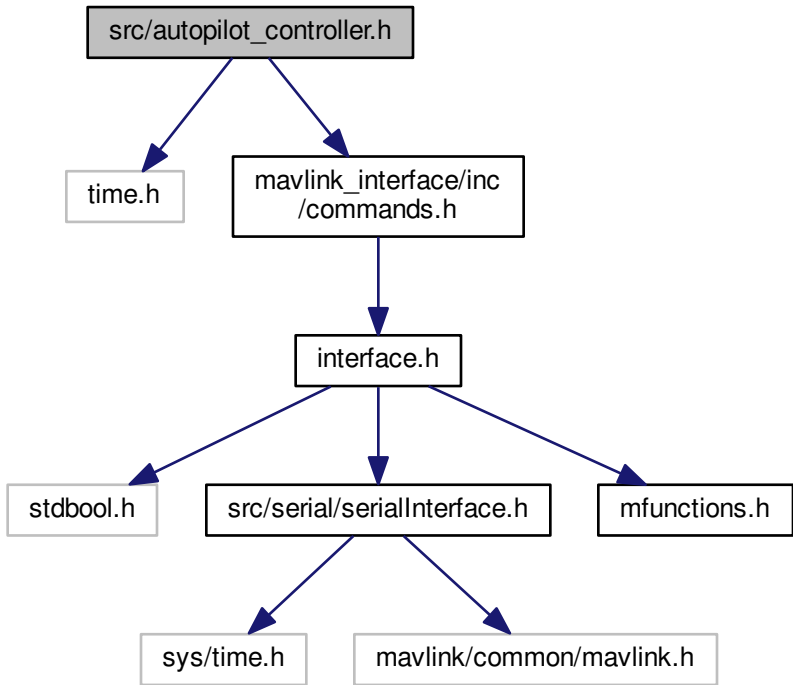 src/autopilot_controller.h
time.h
mavlink_interface/inc
/commands.h
interface.h
stdbool.h
src/serial/serialInterface.h
mfunctions.h
sys/time.h
mavlink/common/mavlink.h